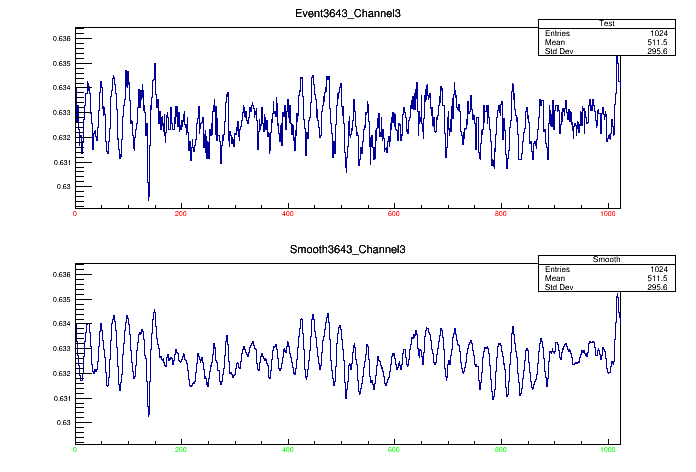 Event3643_Channel3
Test
Entries 1024
Mean 511.5
Std Dev 295.6
0.636
0.635
0.634
0.633
0.632
0.631
0.63
0 200 400 600 800 1000
Smooth3643_Channel3
Smooth
Entries 1024
Mean 511.5
Std Dev 295.6
0.636
0.635
0.634
0.633
0.632
0.631
0.63
0 200 400 600 800 1000